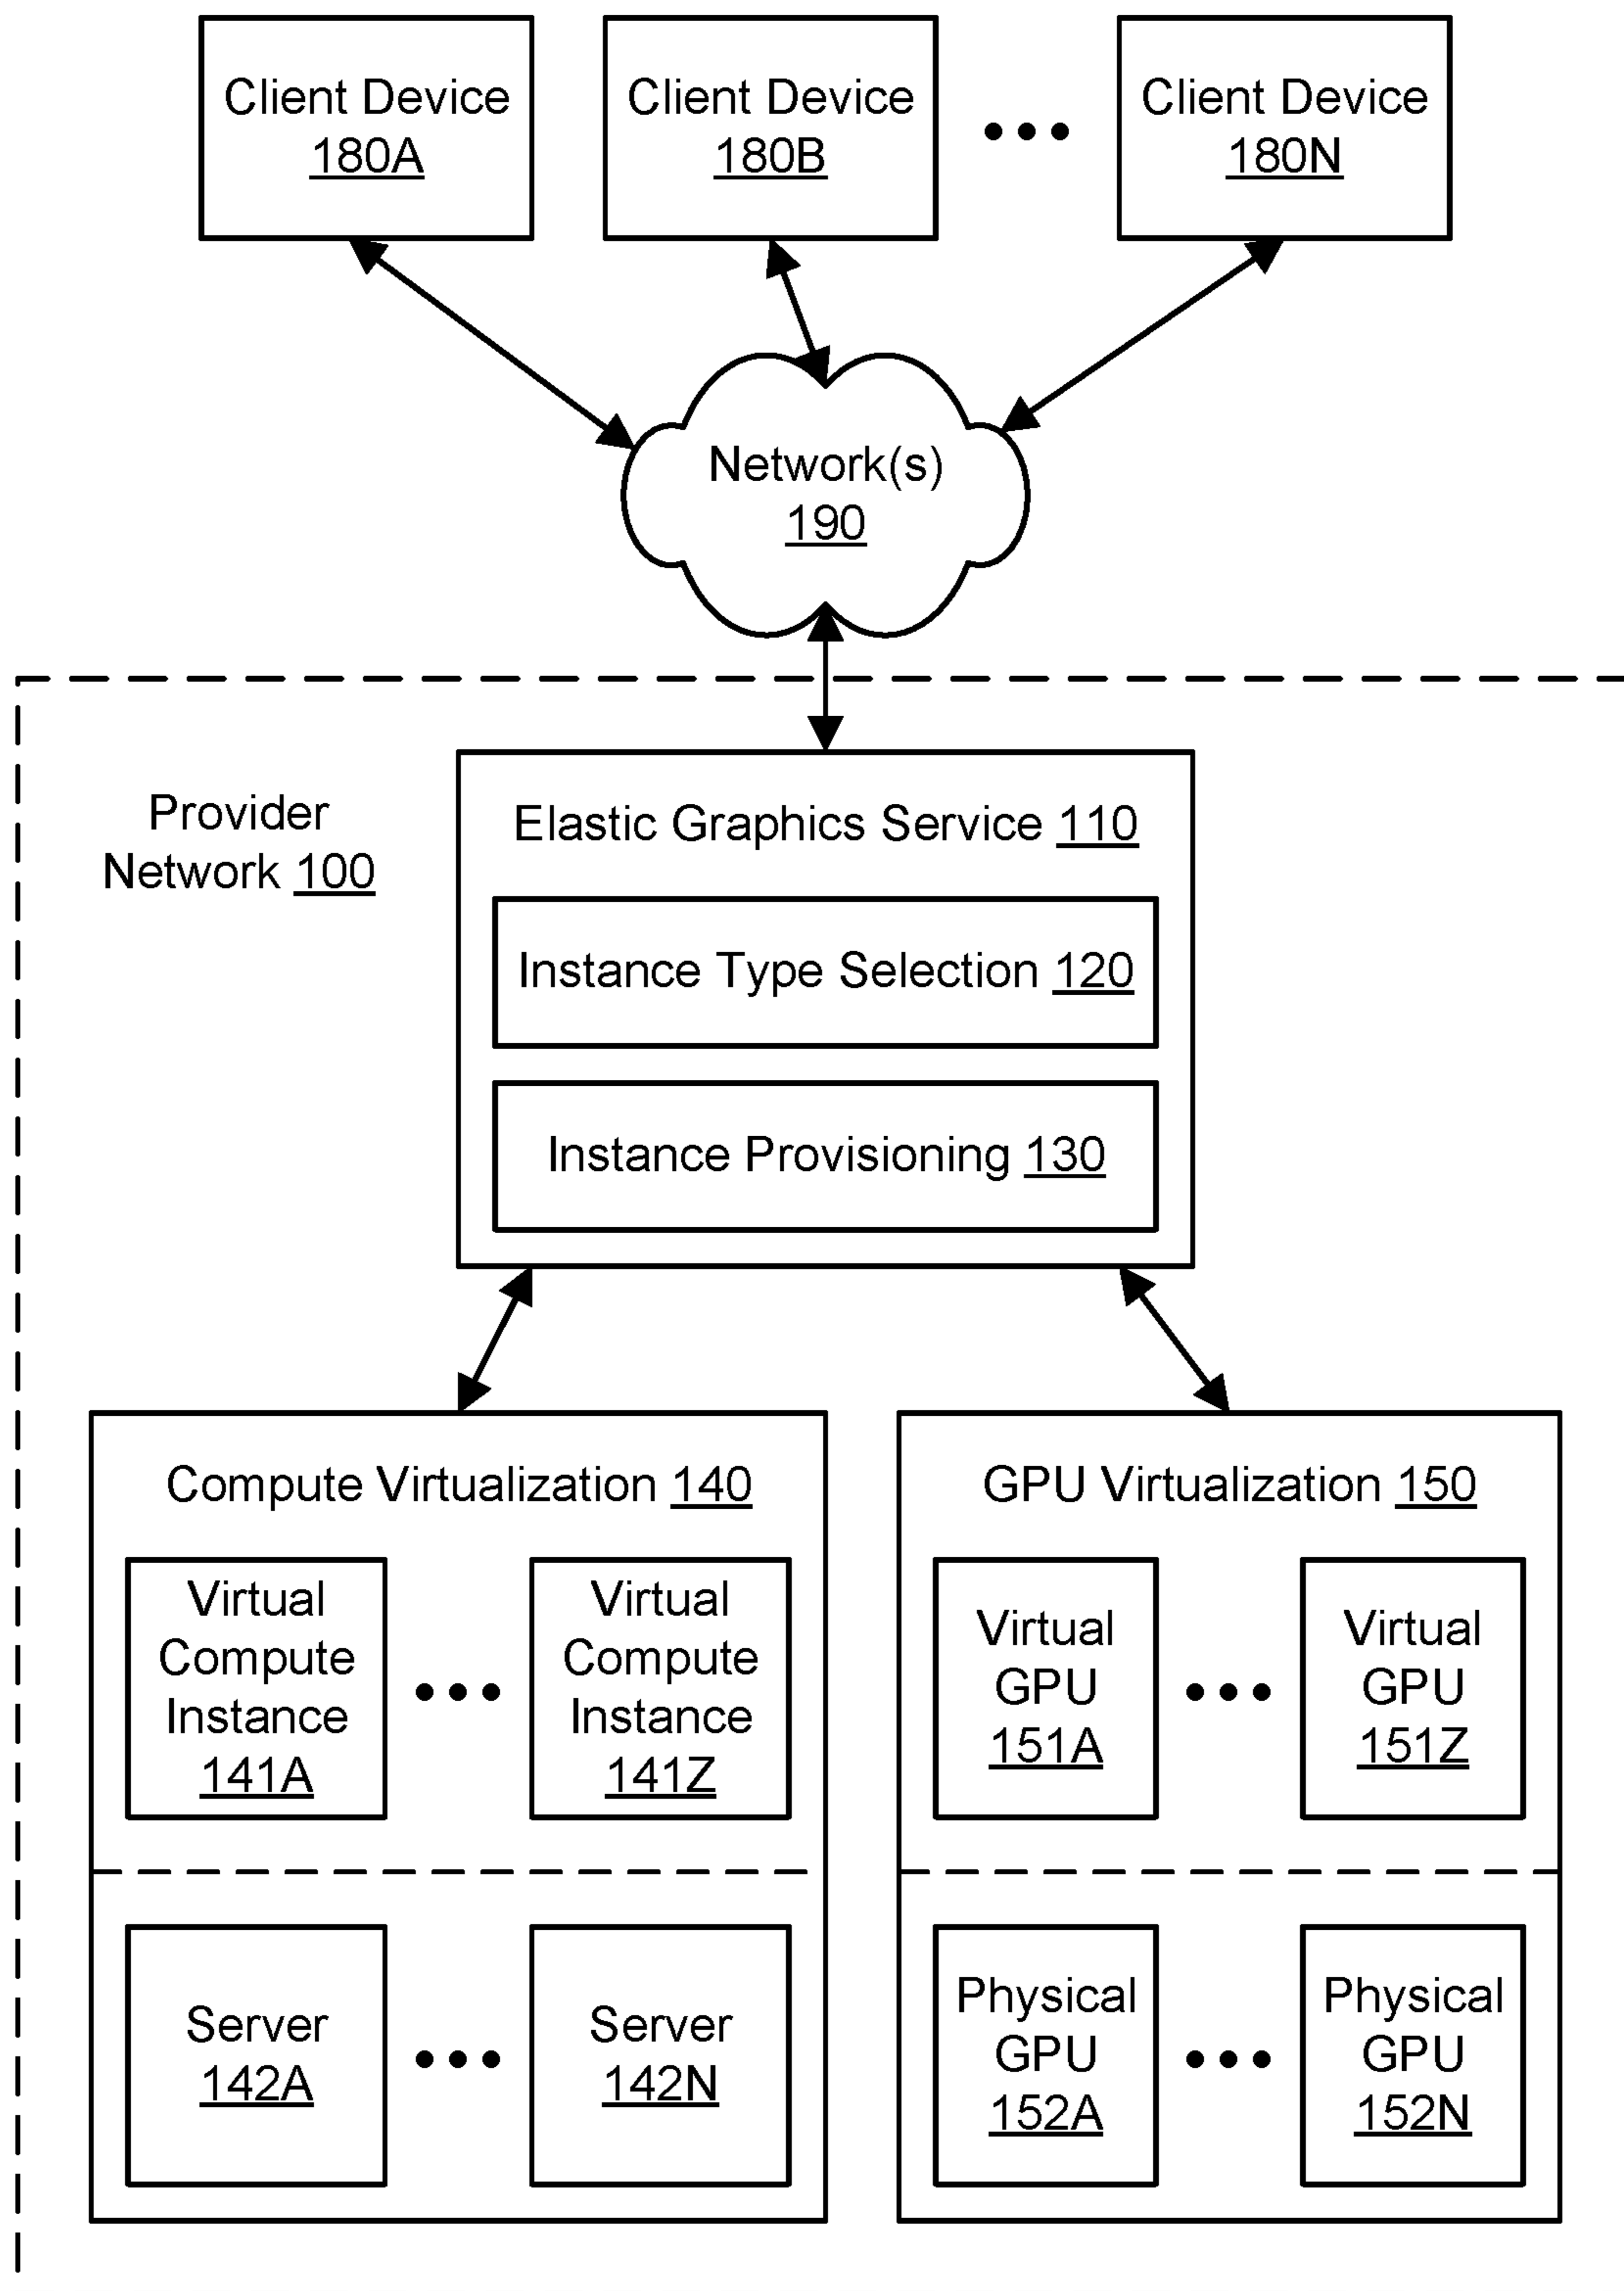 Client Device
180A
Client Device
180B
Client Device
180N
Network(s)
190
Provider
Network 100
Elastic Graphics Service 110
Instance Type Selection 120
Instance Provisioning 130
Compute Virtualization 140
Virtual
Compute
Instance
141A
Virtual
Compute
Instance
141Z
Server
142A
Server
142N
GPU Virtualization 150
Virtual
GPU
151A
Virtual
GPU
151Z
Physical
GPU
152A
Physical
GPU
152N